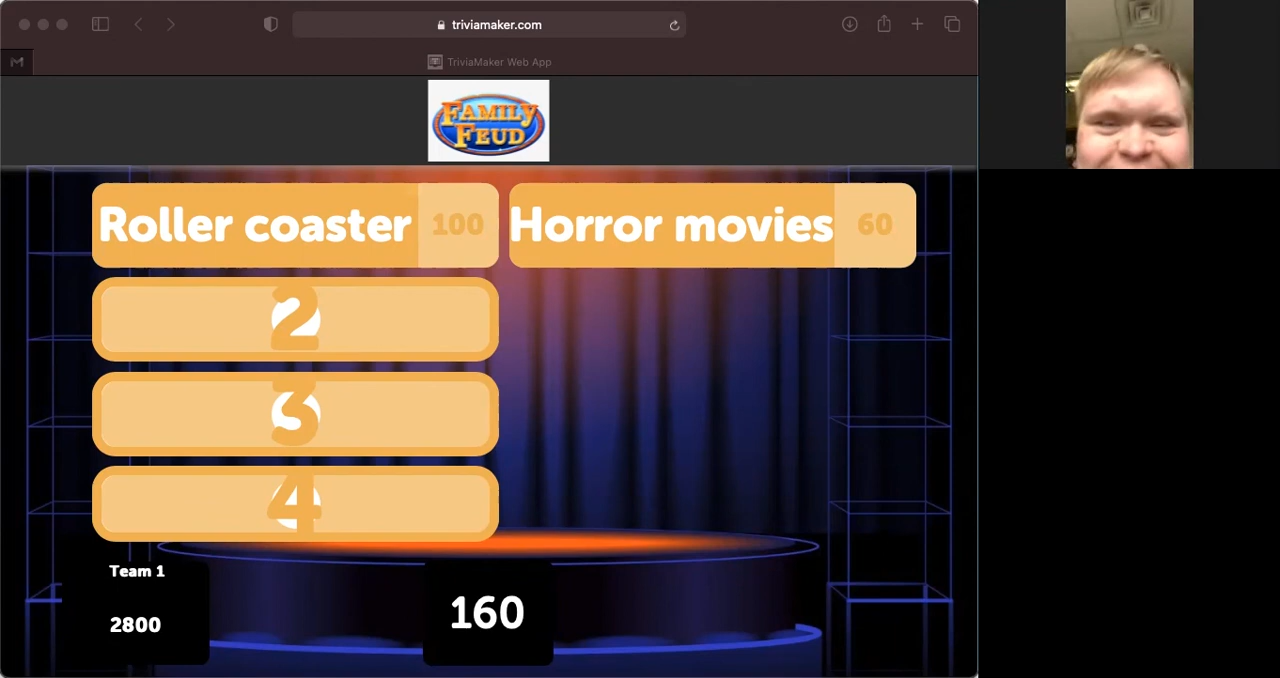 triviamaker.com
TriviaMaker Web App
FAMILY
FEUD
Roller coaster 100
Horror movies 60
2
3
4
Team 1
2800
160